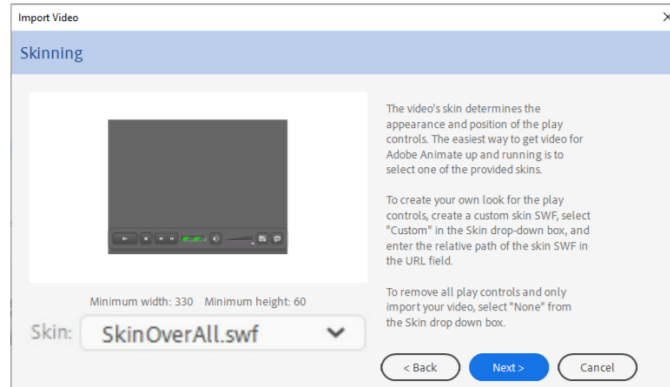 Import Video
Skinning
The video's skin determines the
appearance and position of the play
controls. The easiest way to get video for
Adobe Animate up and running is to
select one of the provided skins.
To create your own look for the play
controls, create a custom skin SWF, select
"Custom" in the Skin drop-down box, and
enter the relative path of the skin SWF in
the URL field.
To remove all play controls and only
import your video, select "None" from
the Skin drop down box.
Minimum width: 330 Minimum height: 60
Skin: SkinOverAll.swf
< Back Next > Cancel